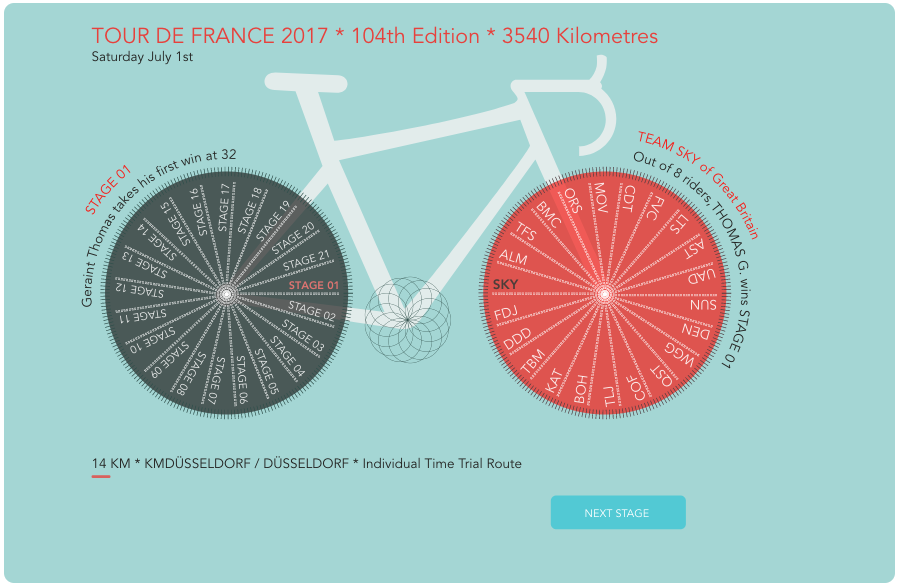 TOUR DE FRANCE 2017 * 104th Edition * 3540 Kilometres
Saturday July 1st
STAGE 01
Geraint Thomas takes his first win at 32
TEAM SKY of Great Britain
Out of 8 riders, THOMAS G. wins STAGE 01
STAGE 01
STAGE 02
STAGE 03
STAGE 04
STAGE 05
STAGE 06
STAGE 07
STAGE 08
STAGE 09
STAGE 10
STAGE 11
STAGE 12
STAGE 13
STAGE 14
STAGE 15
STAGE 16
STAGE 17
STAGE 18
STAGE 19
STAGE 20
STAGE 21
SKY
ALM
TFS
BMC
ORS
MOV
CDT
FVC
LTS
AST
UAD
SUN
DEN
WGG
QST
COF
TLJ
BOH
KAT
TBM
DDD
FDJ
14 KM * KMDÜSSELDORF / DÜSSELDORF * Individual Time Trial Route
NEXT STAGE